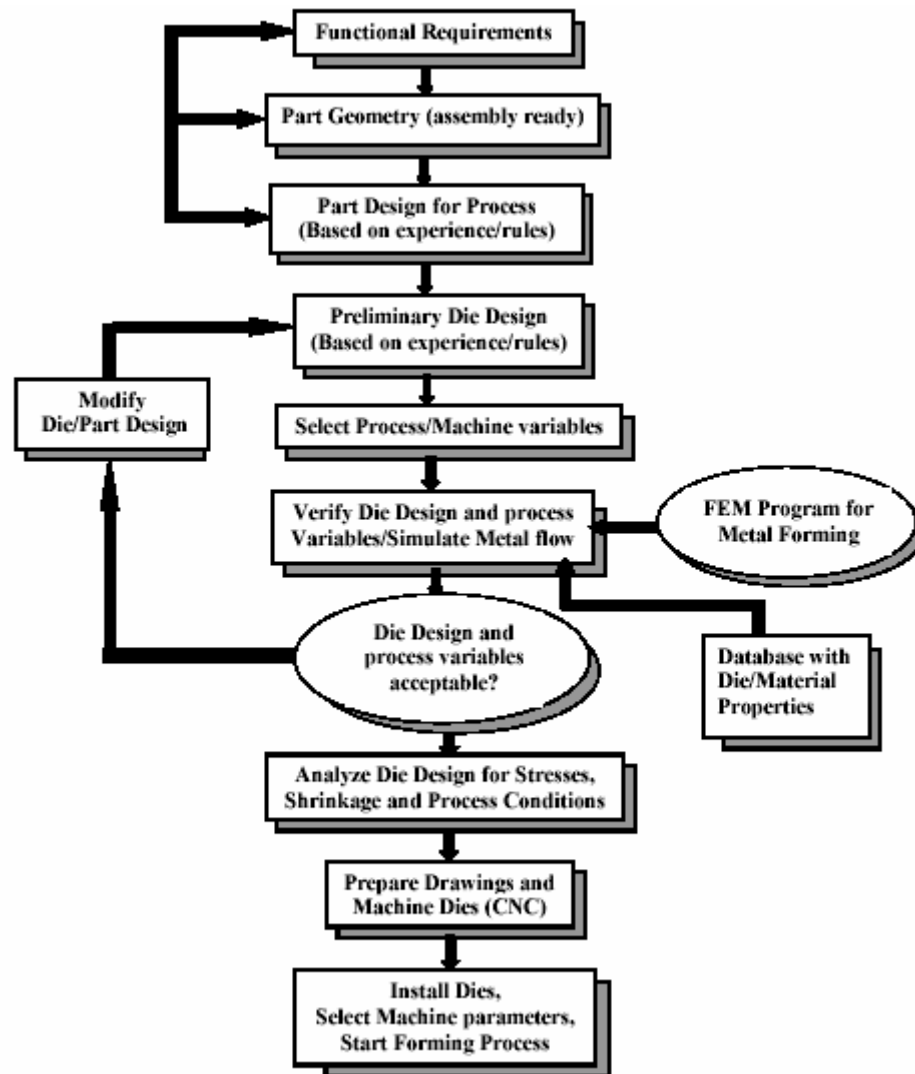 Functional Requirements
Part Geometry (assembly ready)
Part Design for Process
(Based on experience/rules)
Preliminary Die Design
(Based on experience/rules)
Modify
Die/Part Design
Select Process/Machine variables
Verify Die Design and process
Variables/Simulate Metal flow
FEM Program for
Metal Forming
Die Design and
process variables
acceptable?
Database with
Die/Material
Properties
Analyze Die Design for Stresses,
Shrinkage and Process Conditions
Prepare Drawings and
Machine Dies (CNC)
Install Dies,
Select Machine parameters,
Start Forming Process